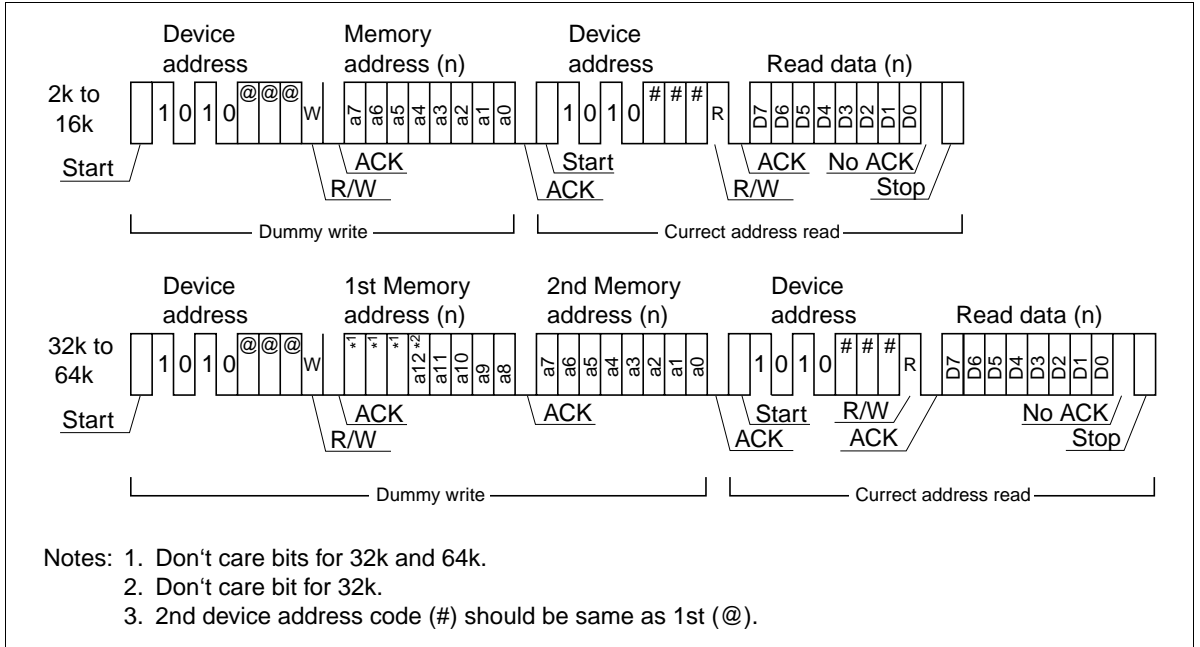 Device address Memory address (n) Device address Read data (n)
2k to 16k
1 0 1 0 @ @ @ W a7 a6 a5 a4 a3 a2 a1 a0 1 0 1 0 # # # R D7 D6 D5 D4 D3 D2 D1 D0
Start ACK Start ACK No ACK
R/W ACK R/W Stop
Dummy write Currect address read
Device address 1st Memory address (n) 2nd Memory address (n) Device address Read data (n)
32k to 64k
1 0 1 0 @ @ @ W *1 *1 *1 a12*2 a11 a10 a9 a8 a7 a6 a5 a4 a3 a2 a1 a0 1 0 1 0 # # # R D7 D6 D5 D4 D3 D2 D1 D0
Start ACK ACK Start R/W No ACK
R/W ACK ACK Stop
Dummy write Currect address read
Notes: 1. Don‘t care bits for 32k and 64k.
2. Don‘t care bit for 32k.
3. 2nd device address code (#) should be same as 1st (@).